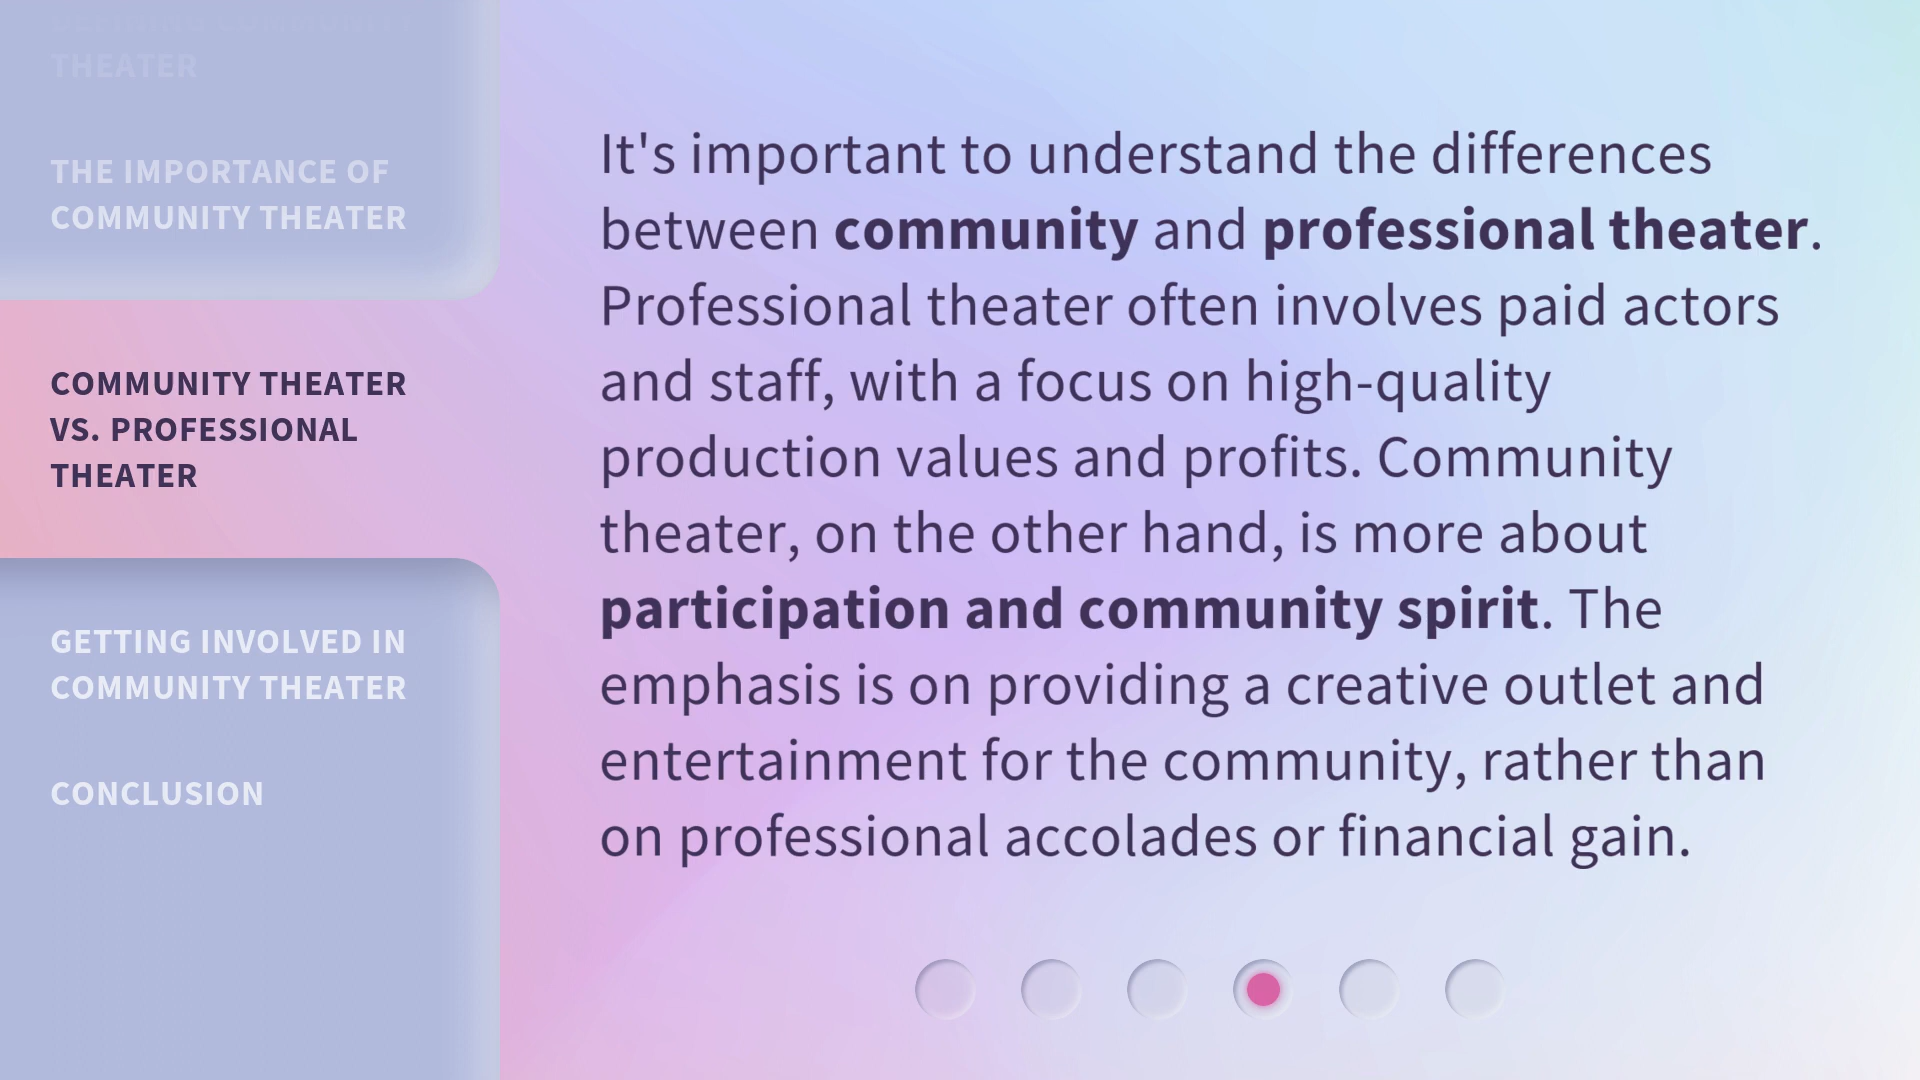 THEATER
THE IMPORTANCE OF
COMMUNITY THEATER
COMMUNITY THEATER
VS. PROFESSIONAL
THEATER
GETTING INVOLVED IN
COMMUNITY THEATER
CONCLUSION
It's important to understand the differences
between community and professional theater.
Professional theater often involves paid actors
and staff, with a focus on high-quality
production values and profits. Community
theater, on the other hand, is more about
participation and community spirit. The
emphasis is on providing a creative outlet and
entertainment for the community, rather than
on professional accolades or financial gain.